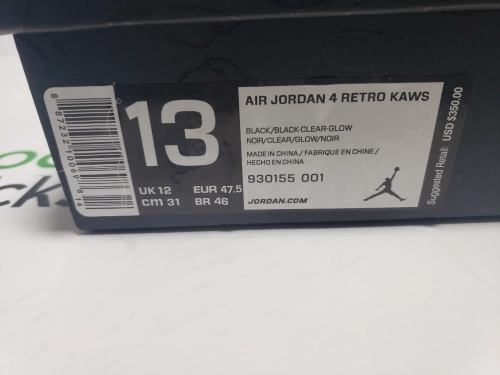 13
UK 12 EUR 47.5
cm 31 BR 46
AIR JORDAN 4 RETRO KAWS
BLACK/BLACK-CLEAR-GLOW
NOIR/CLEAR/GLOW/NOIR
MADE IN CHINA / FABRIQUE EN CHINE /
HECHO EN CHINA
930155 001
JORDAN.COM
Suggested Retail: USD $350.00